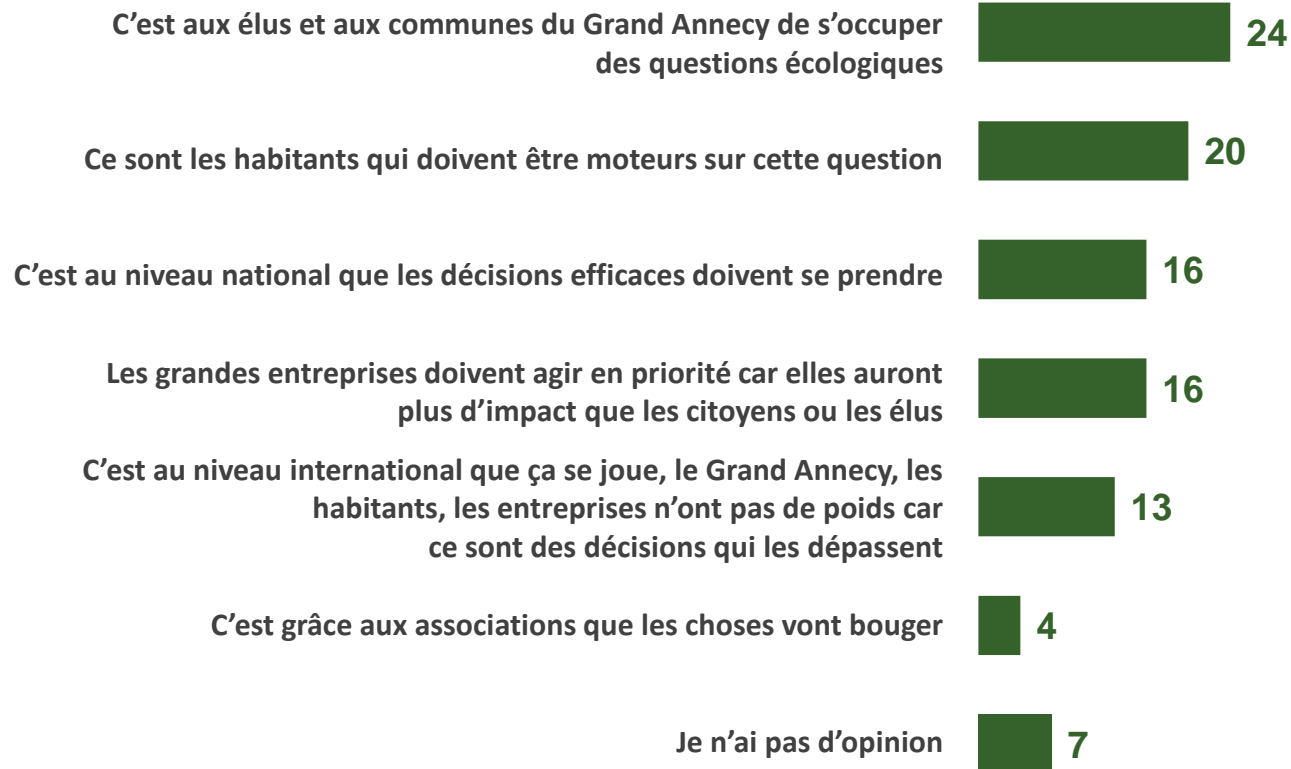 C’est aux élus et aux communes du Grand Annecy de s’occuper
des questions écologiques
24
Ce sont les habitants qui doivent être moteurs sur cette question
20
C’est au niveau national que les décisions efficaces doivent se prendre
16
Les grandes entreprises doivent agir en priorité car elles auront
plus d’impact que les citoyens ou les élus
16
C’est au niveau international que ça se joue, le Grand Annecy, les
habitants, les entreprises n’ont pas de poids car
ce sont des décisions qui les dépassent
13
C’est grâce aux associations que les choses vont bouger
4
Je n’ai pas d’opinion
7